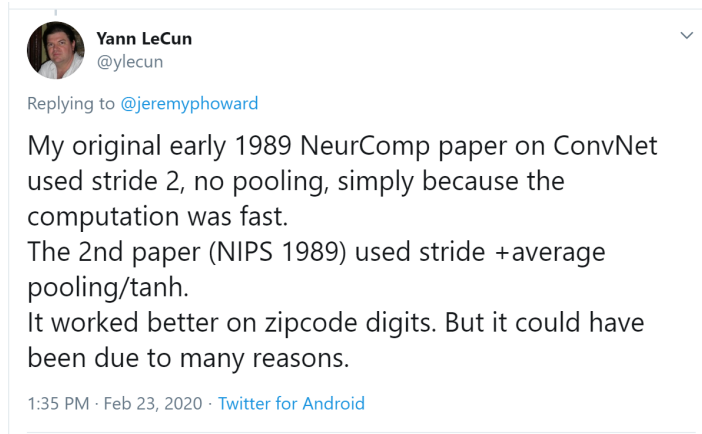 Yann LeCun
@ylecun
Replying to @jeremyphoward
My original early 1989 NeurComp paper on ConvNet
used stride 2, no pooling, simply because the
computation was fast.
The 2nd paper (NIPS 1989) used stride +average
pooling/tanh.
It worked better on zipcode digits. But it could have
been due to many reasons.
1:35 PM · Feb 23, 2020 · Twitter for Android